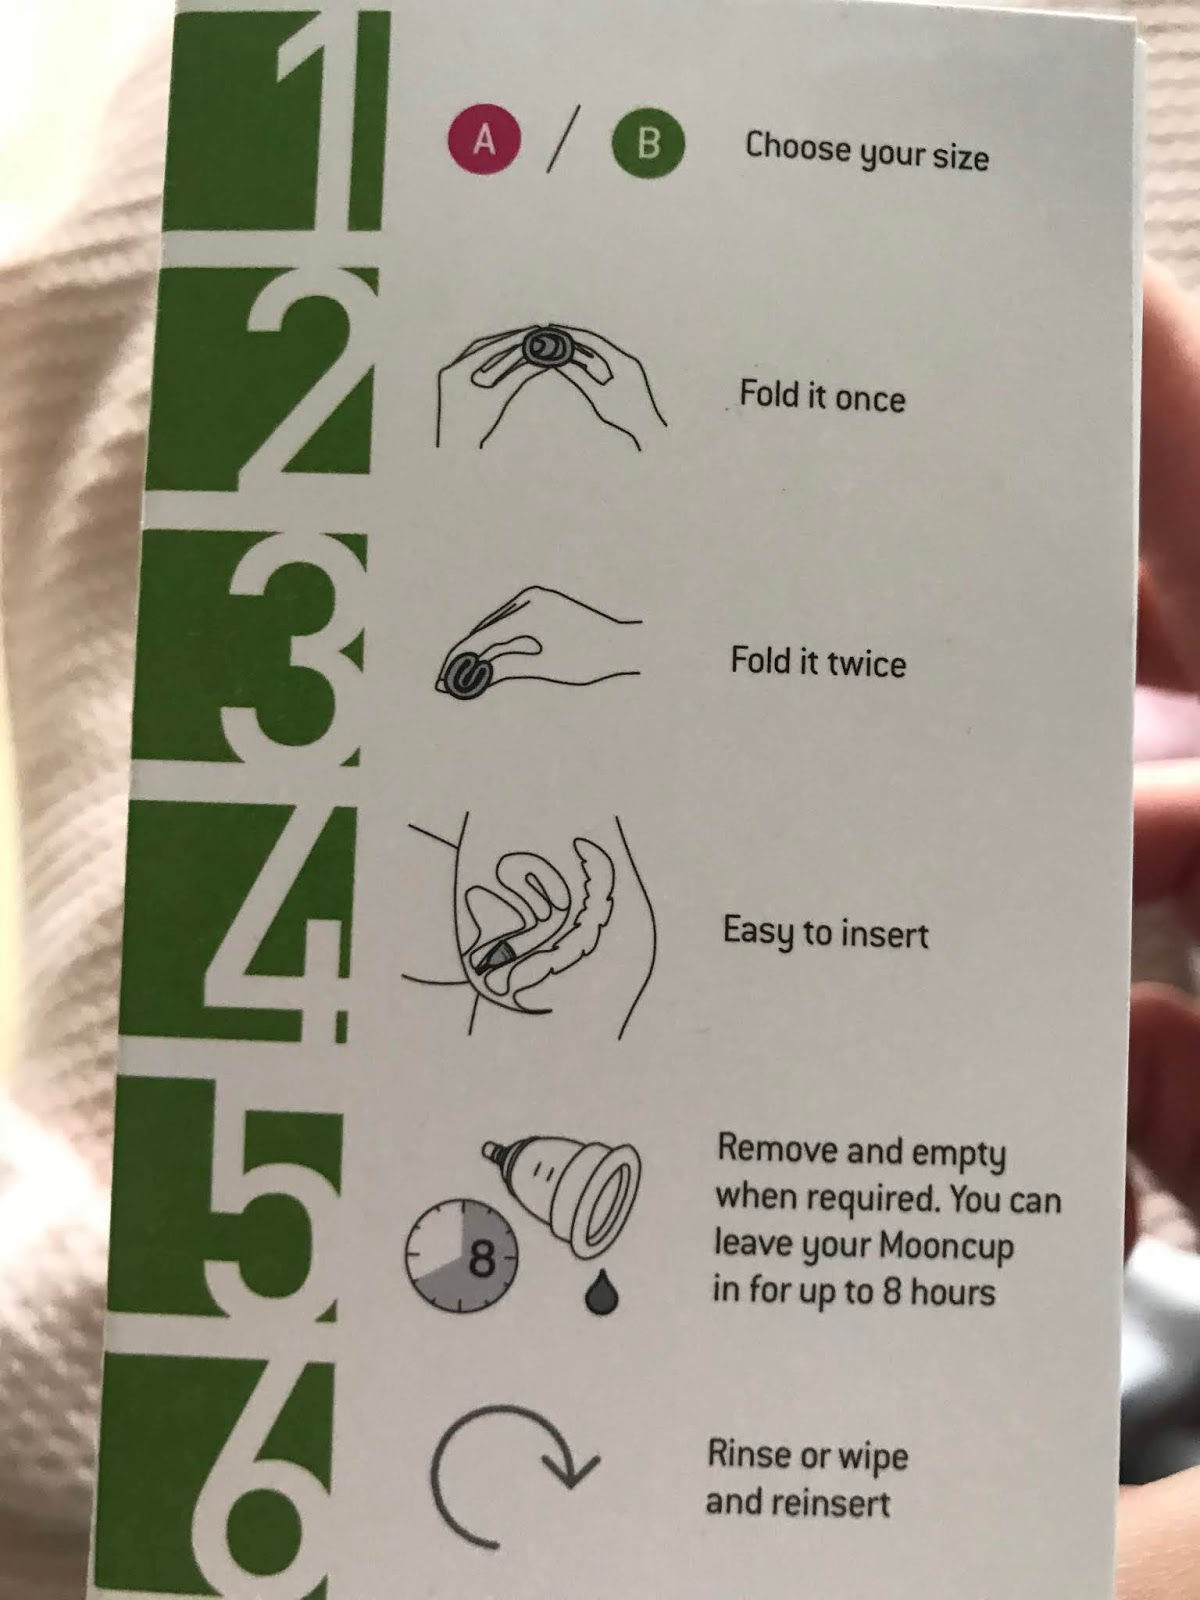 1
A / B Choose your size
2
Fold it once
3
Fold it twice
4
Easy to insert
5
8
Remove and empty
when required. You can
leave your Mooncup
in for up to 8 hours
6
Rinse or wipe
and reinsert